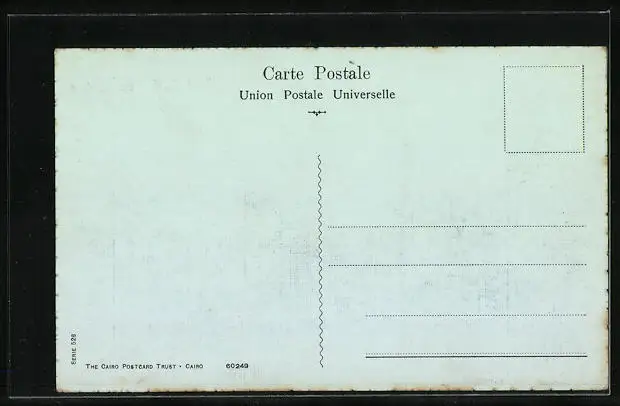 Carte Postale
Union Postale Universelle
SERIE 526
THE CAIRO POSTCARD TRUST · CAIRO 60249